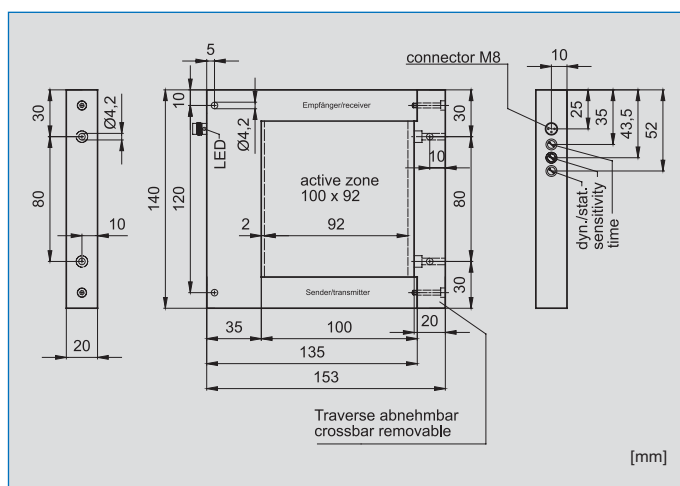 connector M8
10
5
30
Ø4,2
80
10
20
10
140
120
LED
Ø4,2
Empfänger/receiver
active zone
100 x 92
2
92
Sender/transmitter
35
100
135
153
30
10
80
30
20
25
35
43,5
52
dyn./stat.
sensitivity
time
Traverse abnehmbar
crossbar removable
[mm]